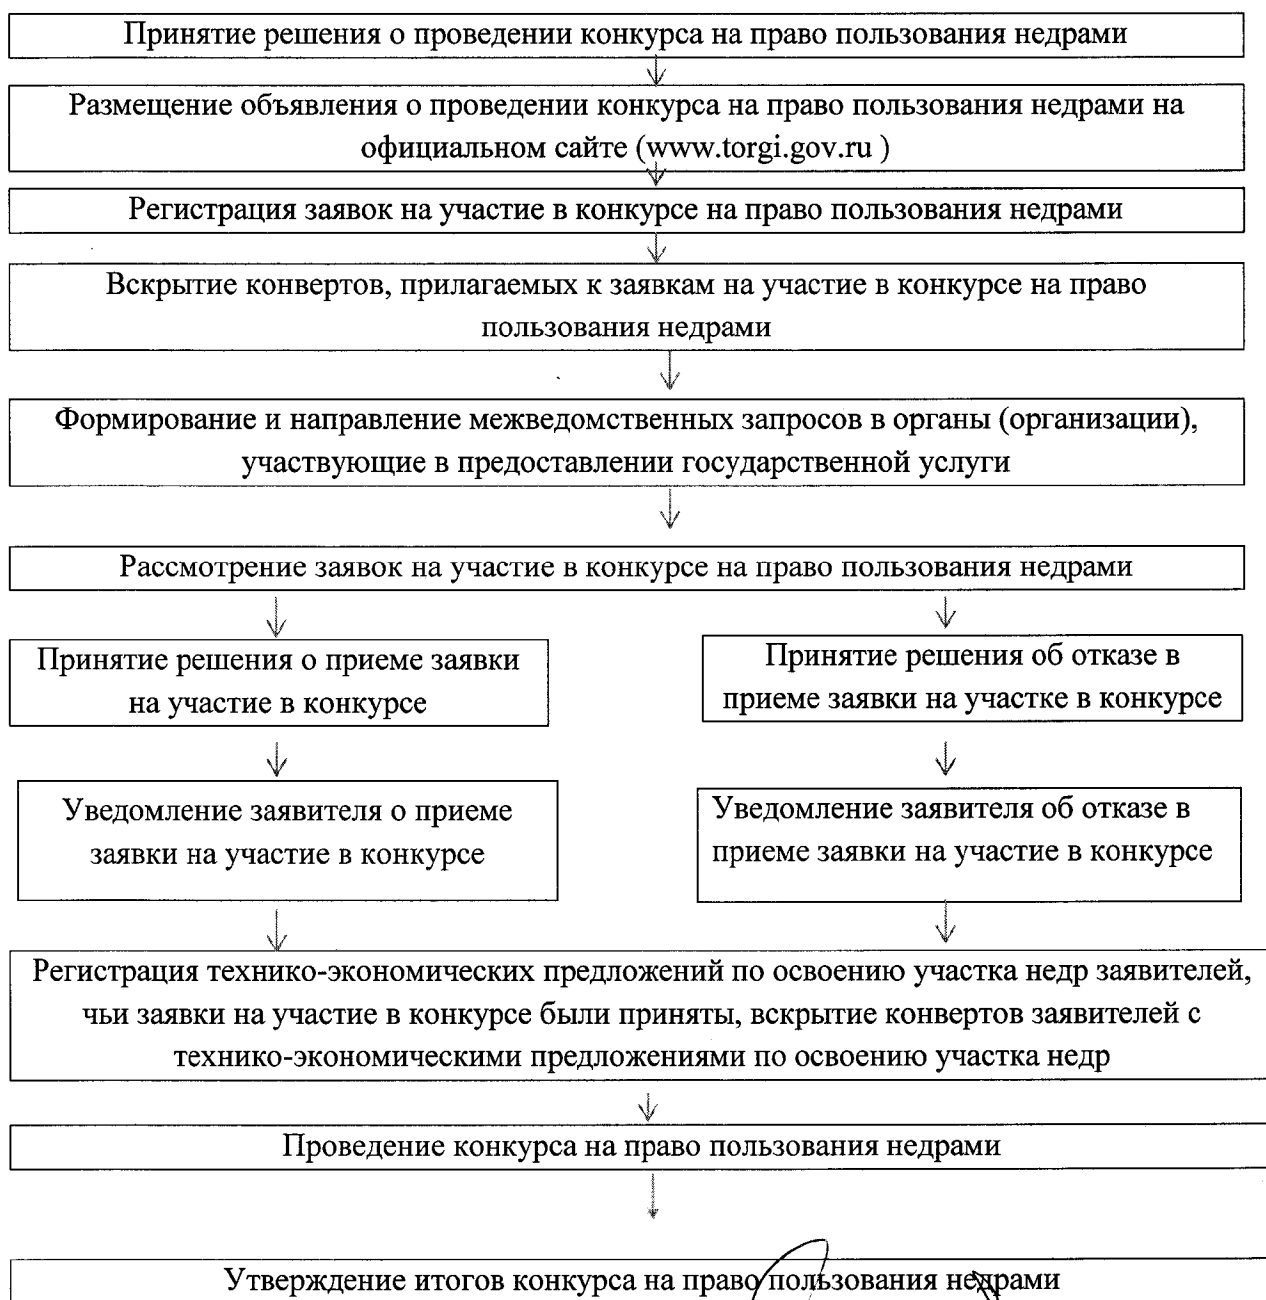 Принятие решения о проведении конкурса на право пользования недрами
Размещение объявления о проведении конкурса на право пользования недрами на
официальном сайте (www.torgi.gov.ru )
Регистрация заявок на участие в конкурсе на право пользования недрами
Вскрытие конвертов, прилагаемых к заявкам на участие в конкурсе на право
пользования недрами
Формирование и направление межведомственных запросов в органы (организации),
участвующие в предоставлении государственной услуги
Рассмотрение заявок на участие в конкурсе на право пользования недрами
Принятие решения о приеме заявки
на участие в конкурсе
Принятие решения об отказе в
приеме заявки на участке в конкурсе
Уведомление заявителя о приеме
заявки на участие в конкурсе
Уведомление заявителя об отказе в
приеме заявки на участие в конкурсе
Регистрация технико-экономических предложений по освоению участка недр заявителей,
чьи заявки на участие в конкурсе были приняты, вскрытие конвертов заявителей с
технико-экономическими предложениями по освоению участка недр
Проведение конкурса на право пользования недрами
Утверждение итогов конкурса на право пользования недрами